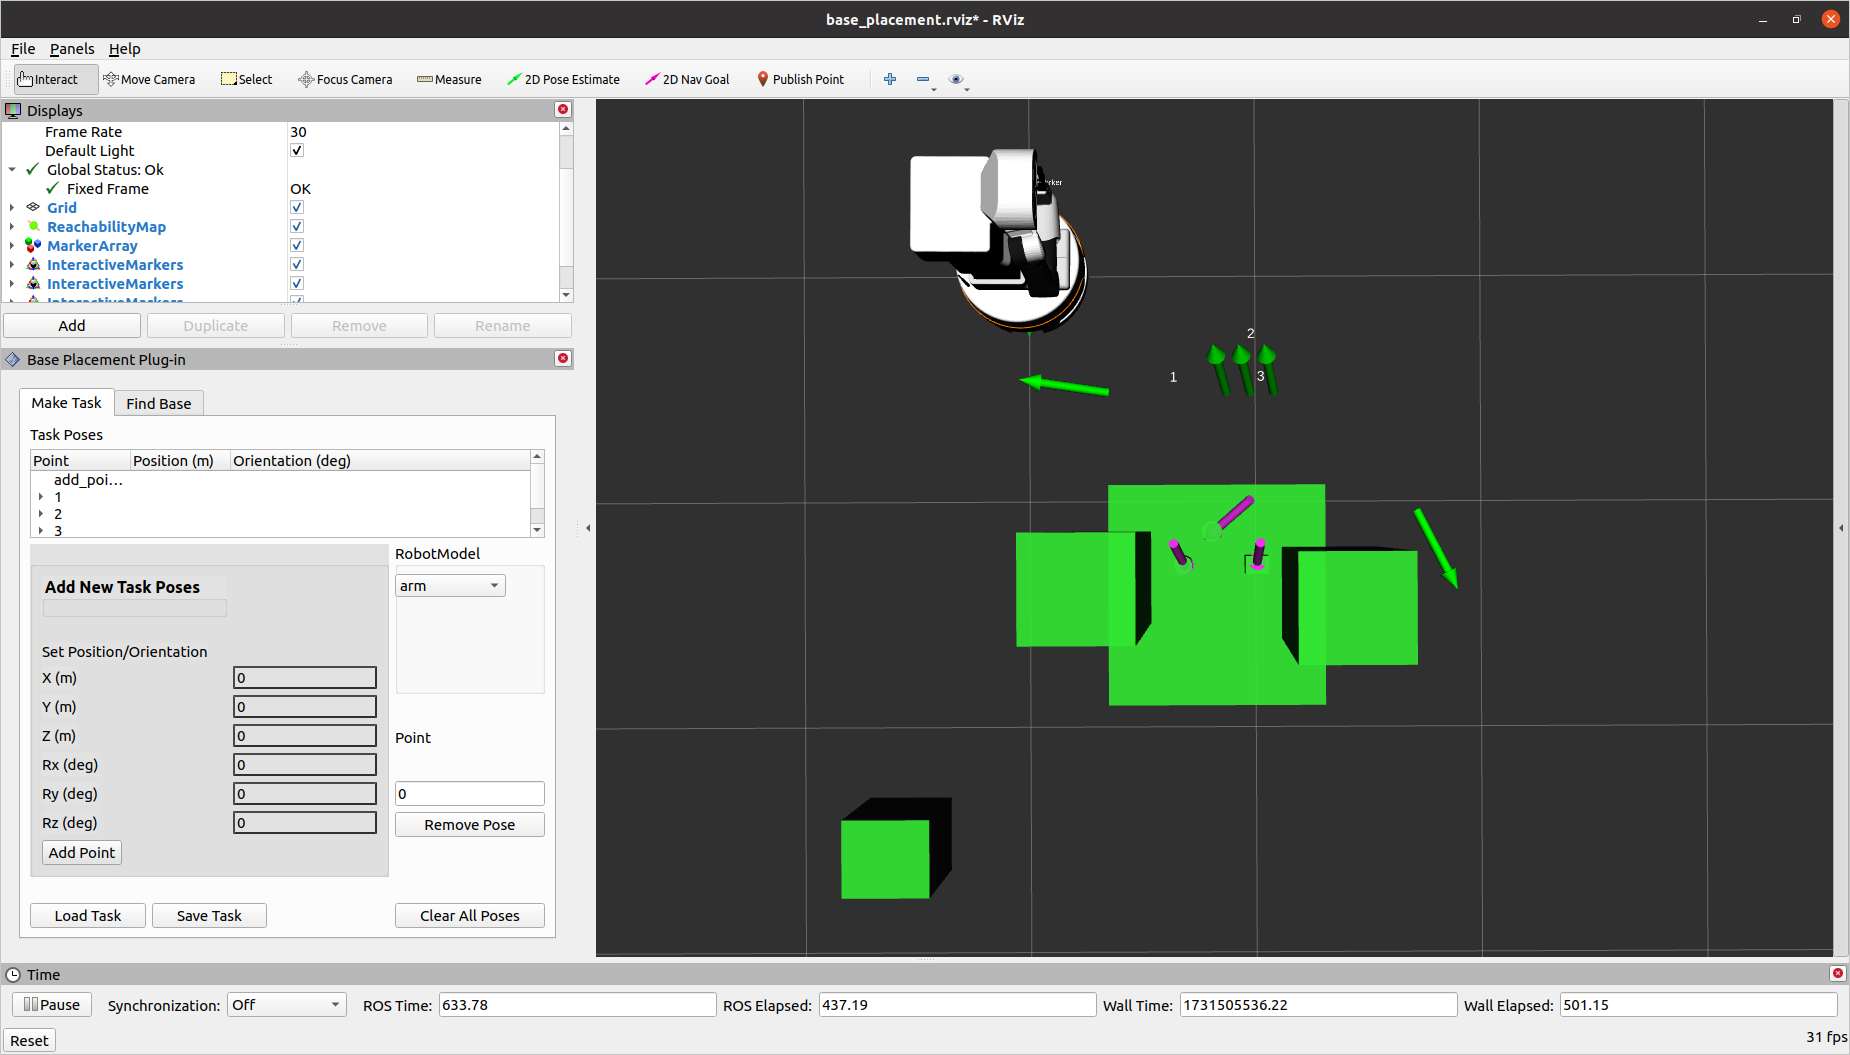 base_placement.rviz* - RViz
File Panels Help
Interact Move Camera Select Focus Camera Measure 2D Pose Estimate 2D Nav Goal Publish Point
Displays
Frame Rate 30
Default Light
Global Status: Ok
Fixed Frame OK
Grid
ReachabilityMap
MarkerArray
InteractiveMarkers
InteractiveMarkers
InteractiveMarkers
Add Duplicate Remove Rename
Base Placement Plug-in
Make Task Find Base
Task Poses
Point Position (m) Orientation (deg)
add_poi...
1
2
3
RobotModel
arm
Add New Task Poses
Set Position/Orientation
X (m) 0
Y (m) 0
Z (m) 0
Rx (deg) 0
Ry (deg) 0
Rz (deg) 0
Point
0
Remove Pose
Add Point
Load Task Save Task Clear All Poses
2
1
3
Time
Pause Synchronization: Off ROS Time: 633.78 ROS Elapsed: 437.19 Wall Time: 1731505536.22 Wall Elapsed: 501.15
Reset 31 fps